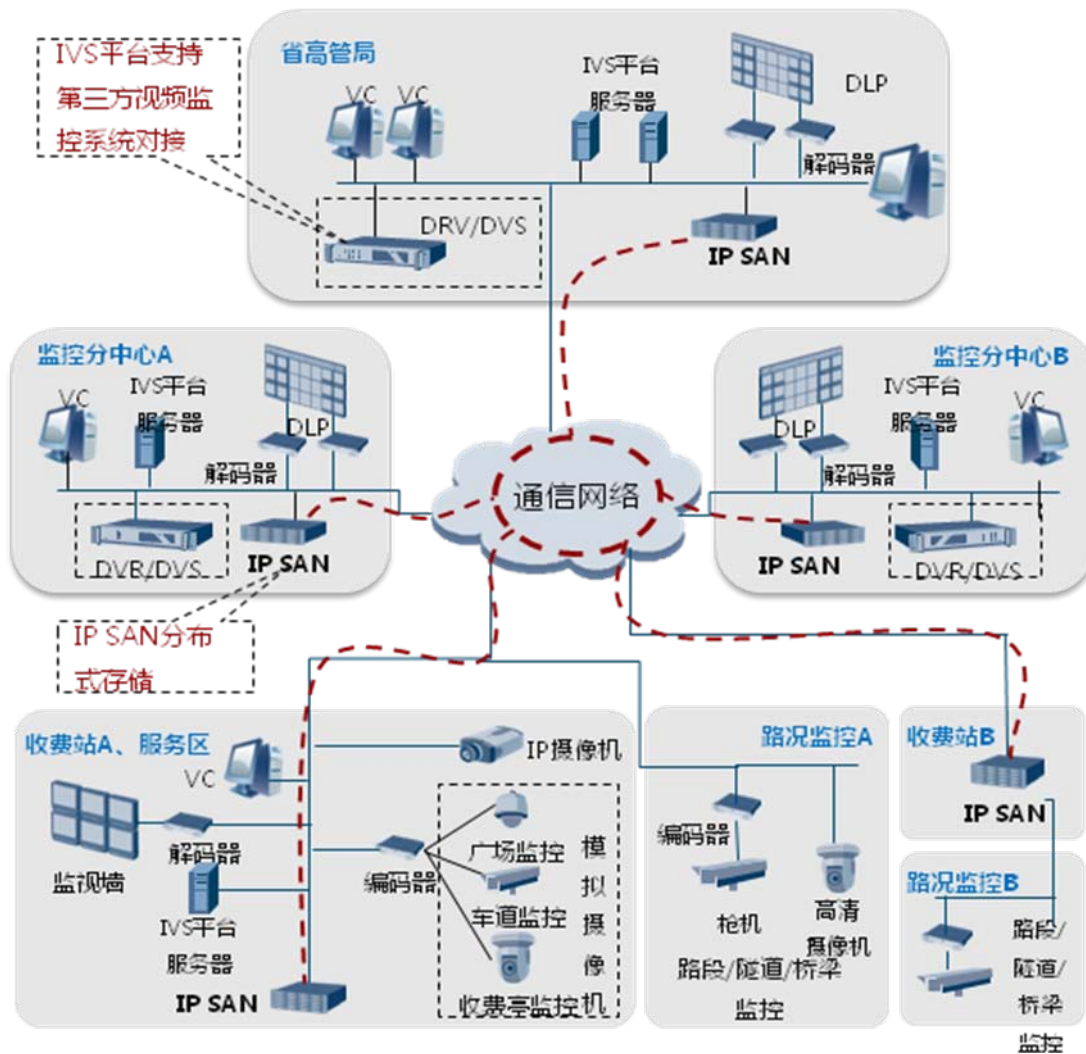 IVS平台支持
第三方视频监
控系统对接
省高管局
VC
VC
IVS平台
服务器
DLP
解码器
DRV/DVS
IP SAN
监控分中心A
VC
IVS平台
服务器
DLP
解码器
DVR/DVS
IP SAN
IP SAN分布
式存储
通信网络
监控分中心B
DLP
IVS平台
服务器
VC
解码器
IP SAN
DVR/DVS
收费站A、服务区
VC
IP摄像机
解码器
监视墙
IVS平台
服务器
IP SAN
编码器
广场监控
车道监控
收费亭监控
模
拟
摄
像
机
路况监控A
编码器
枪机
高清
摄像机
路段/隧道/桥梁
监控
收费站B
IP SAN
路况监控B
路段/
隧道/
桥梁
监控